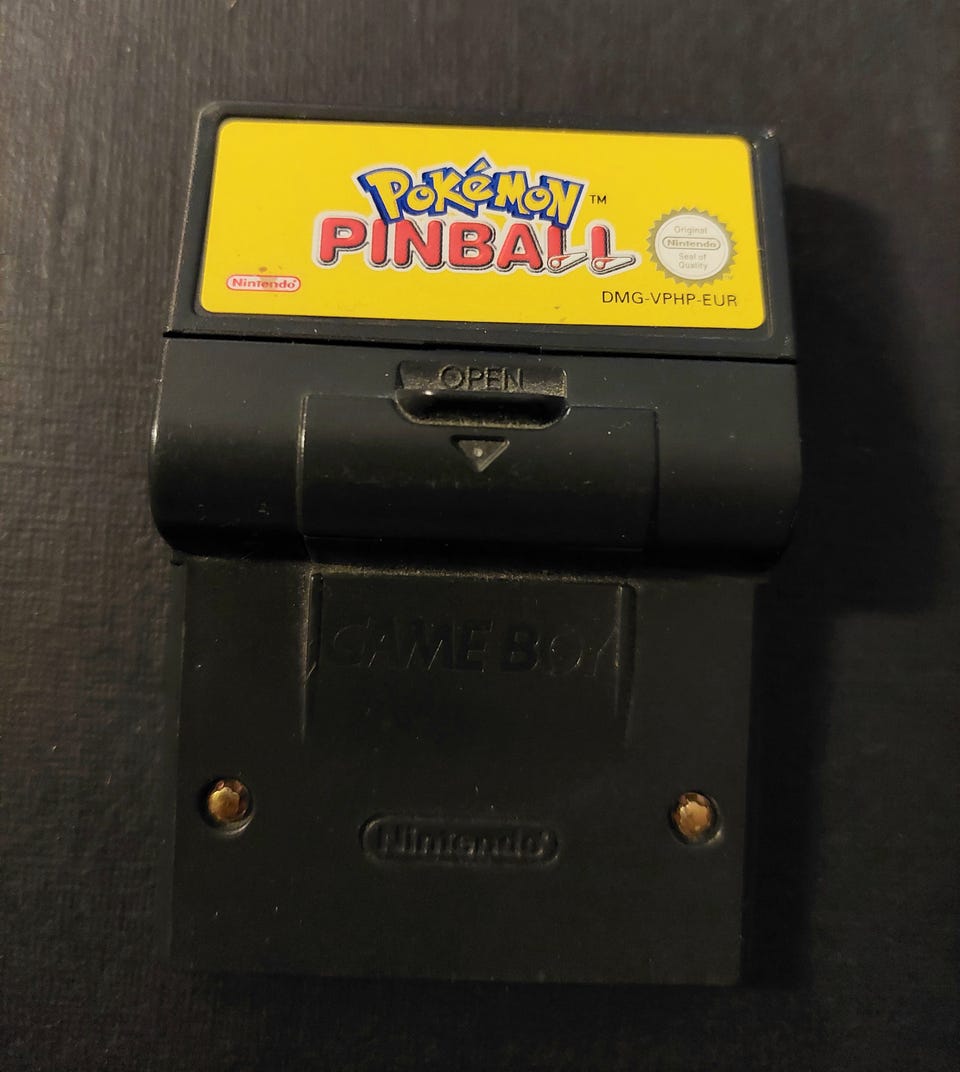 POKéMON™
PINBALL
Original
Nintendo
Seal of
Quality
Nintendo®
DMG-VPHP-EUR
OPEN
GAME BOY
Nintendo®